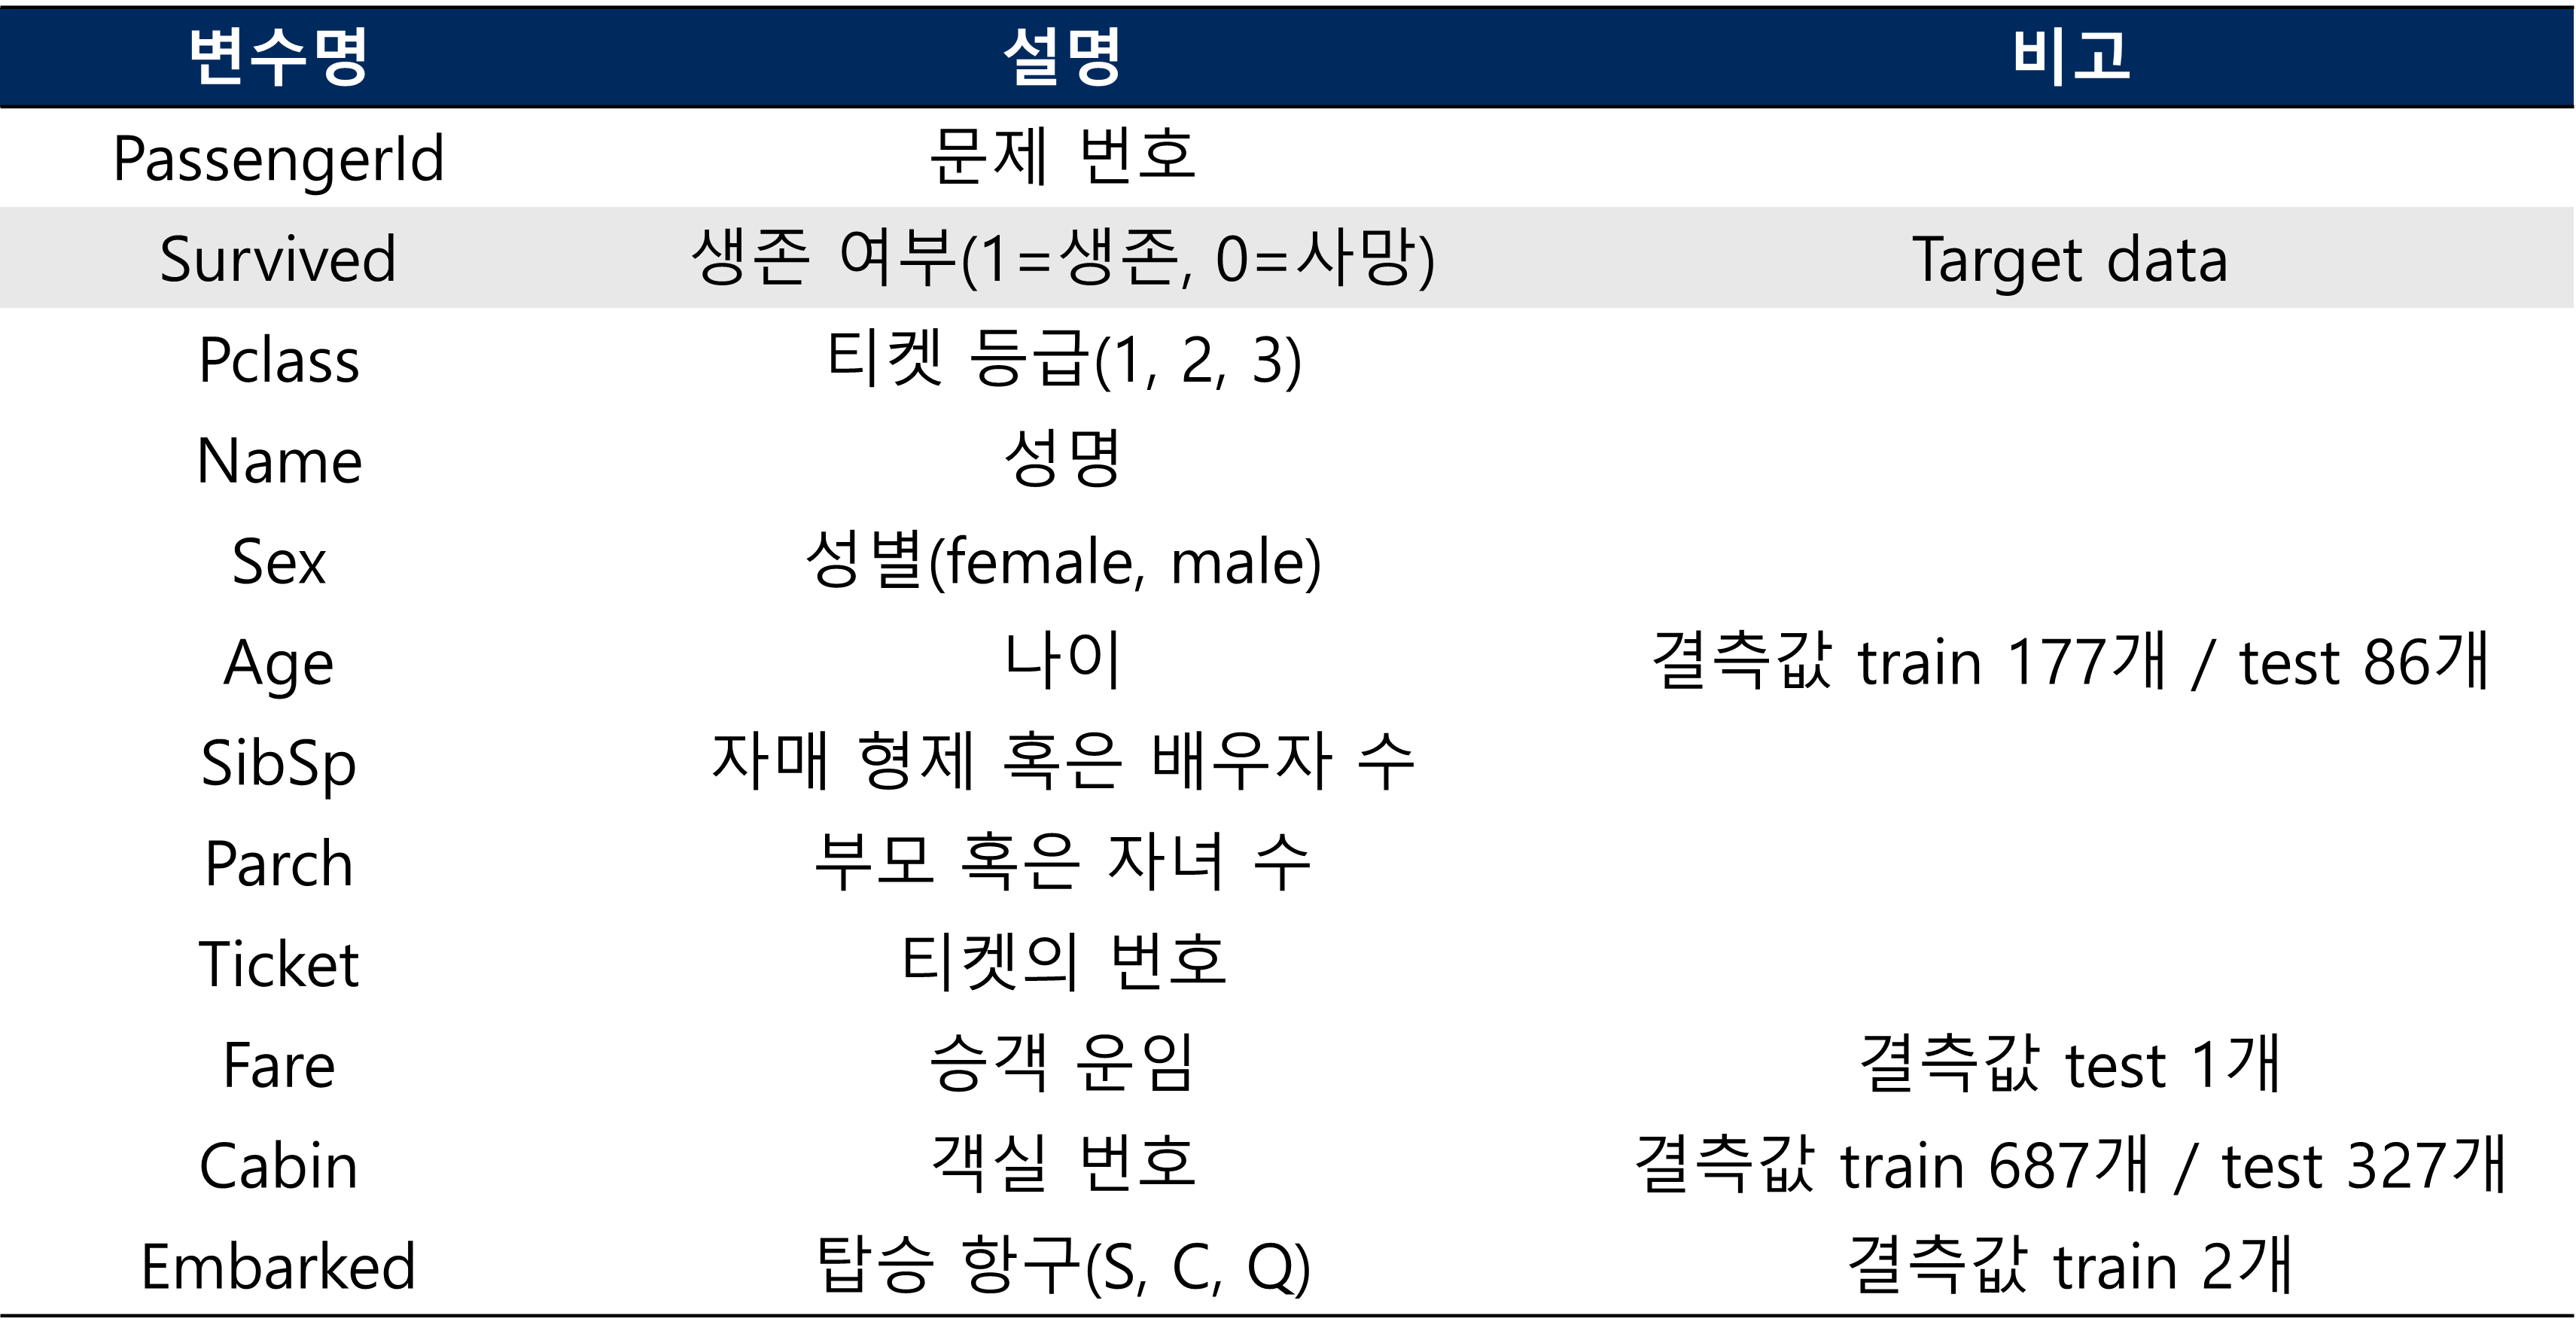 변수명 설명 비고
PassengerId 문제 번호
Survived 생존 여부(1=생존, 0=사망) Target data
Pclass 티켓 등급(1, 2, 3)
Name 성명
Sex 성별(female, male)
Age 나이 결측값 train 177개 / test 86개
SibSp 자매 형제 혹은 배우자 수
Parch 부모 혹은 자녀 수
Ticket 티켓의 번호
Fare 승객 운임 결측값 test 1개
Cabin 객실 번호 결측값 train 687개 / test 327개
Embarked 탑승 항구(S, C, Q) 결측값 train 2개